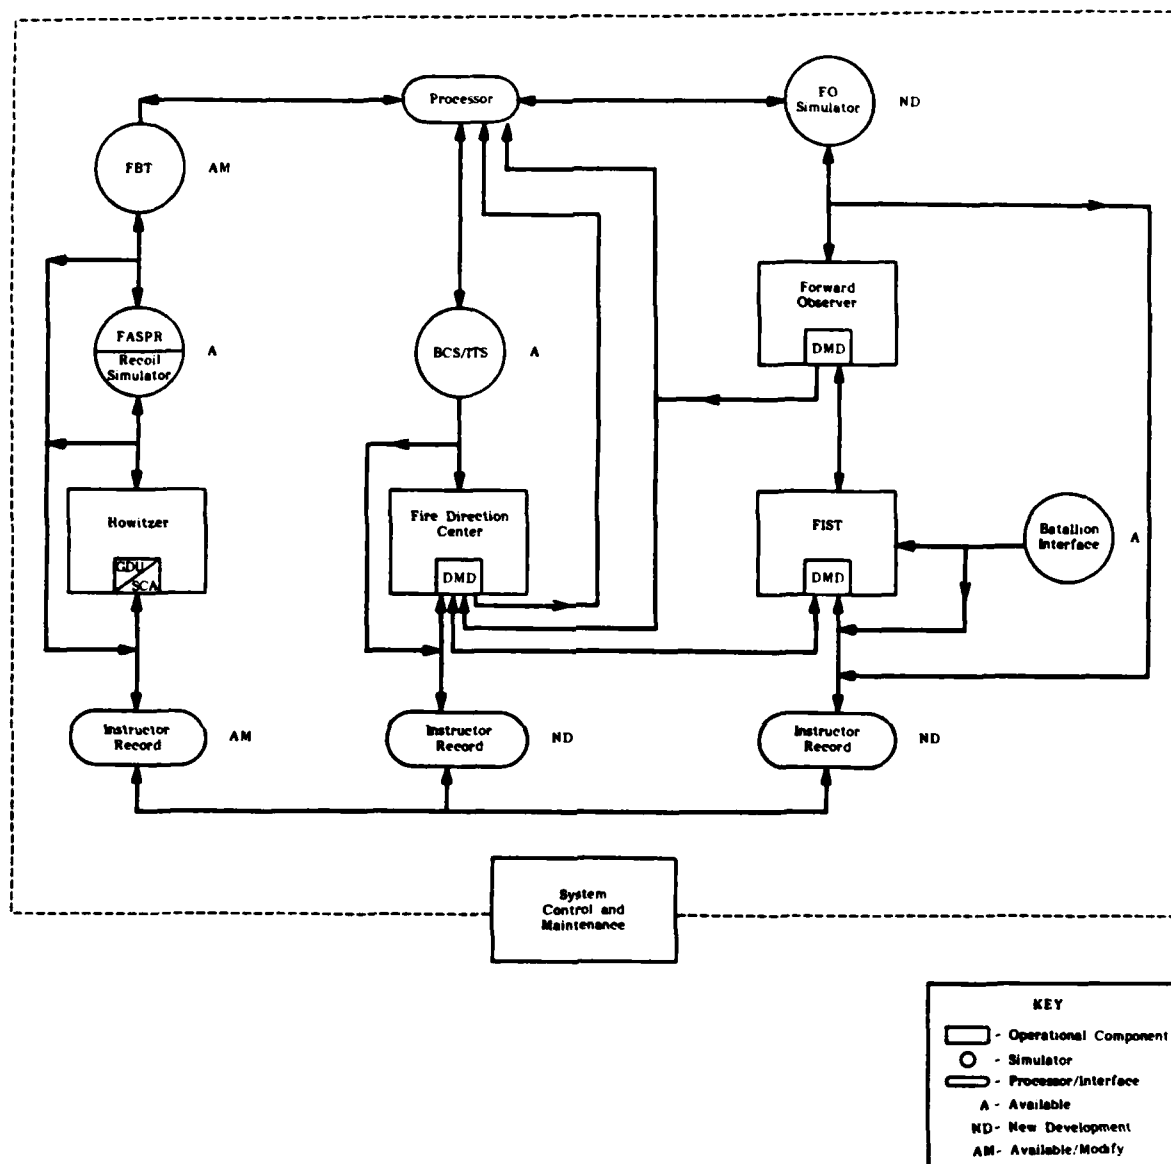 Processor
FO
Simulator
ND
FBT
AM
FASPR
Recoil
Simulator
A
BCS/ITS
A
Forward
Observer
DMD
Howitzer
GDU
SCA
Fire Direction
Center
DMD
FIST
DMD
Batallion
Interface
A
Instructor
Record
AM
Instructor
Record
ND
Instructor
Record
ND
System
Control and
Maintenance
KEY
- Operational Component
- Simulator
- Processor/Interface
A - Available
ND- New Development
AM- Available/Modify